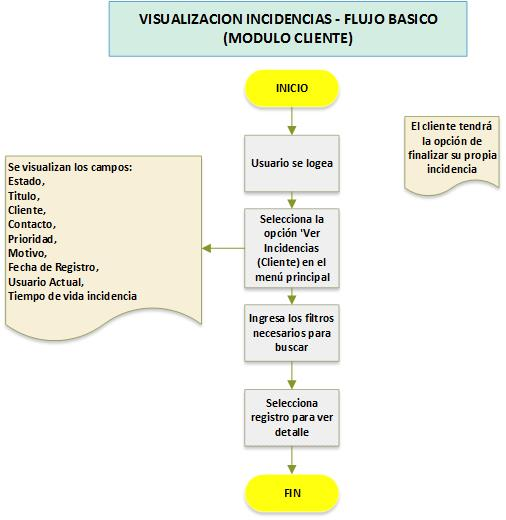 VISUALIZACION INCIDENCIAS - FLUJO BASICO
(MODULO CLIENTE)
INICIO
El cliente tendrá
la opción de
finalizar su propia
incidencia
Usuario se logea
Se visualizan los campos:
Estado,
Titulo,
Cliente,
Contacto,
Prioridad,
Motivo,
Fecha de Registro,
Usuario Actual,
Tiempo de vida incidencia
Selecciona la
opción 'Ver
Incidencias
(Cliente) en el
menú principal
Ingresa los filtros
necesarios para
buscar
Selecciona
registro para ver
detalle
FIN